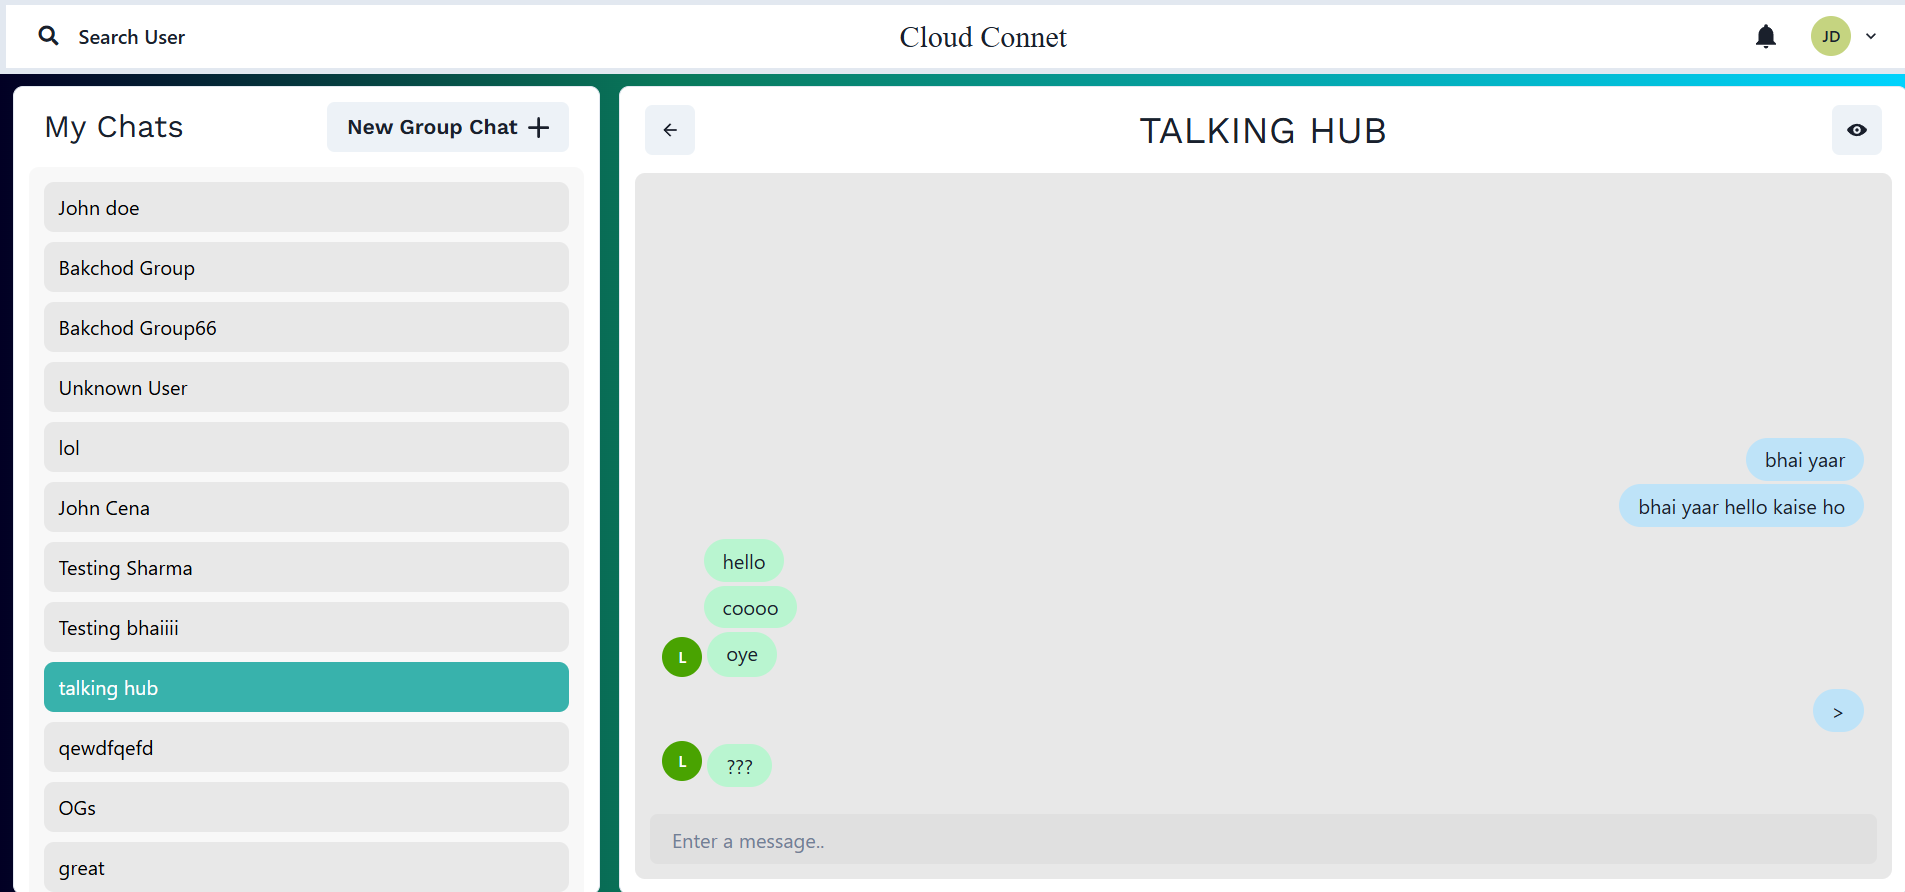 Search User
Cloud Connet
JD
My Chats
New Group Chat
John doe
Bakchod Group
Bakchod Group66
Unknown User
lol
John Cena
Testing Sharma
Testing bhaiiii
talking hub
qewdfqefd
OGs
great
TALKING HUB
bhai yaar
bhai yaar hello kaise ho
hello
coooo
L oye
>
L ???
Enter a message..